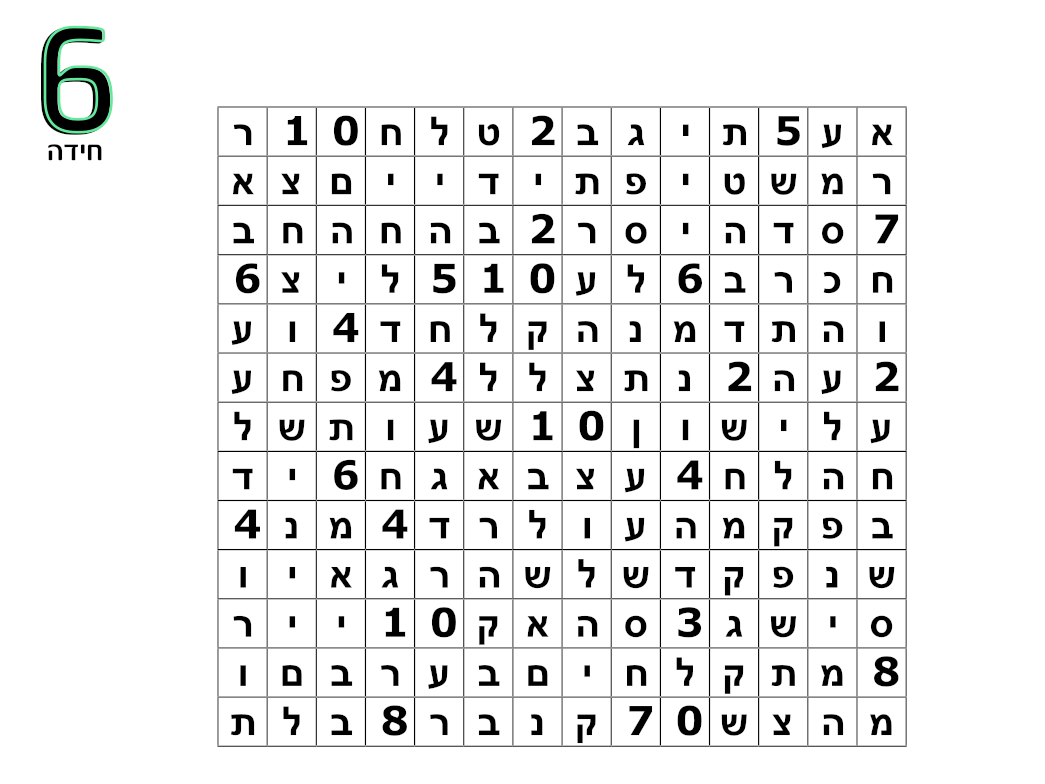 6
חידה
א ע 5 ת י ג ב 2 ט ל ח 1 0 ר
ר מ ש ט י פ ת י ד י י ם צ א
7 ס ד ה י ס ר 2 ב ה ח ה ח ב
ח כ ר ב 6 ל ע 5 1 0 ל י צ 6
ו ה ת ד מ נ ה ק ל ח ד 4 ו ע
2 ע ה 2 נ ת צ ל ל 4 מ פ ח ע
ע ל י ש ו ן 1 0 ש ע ו ת ש ל
ח ה ל ח 4 ע צ ב א ג ח 6 י ד
ב פ ק מ ה ע ו ל ר ד 4 מ נ 4
ש נ פ ק ד ש ל ש ה ר ג א י ו
ס י ש ג 3 ס ה א ק 1 0 י י ר
8 מ ת ק ל ח י ם ב ע ר ב ם ו
מ ה צ ש 7 0 ק נ ב ר 8 ב ל ת